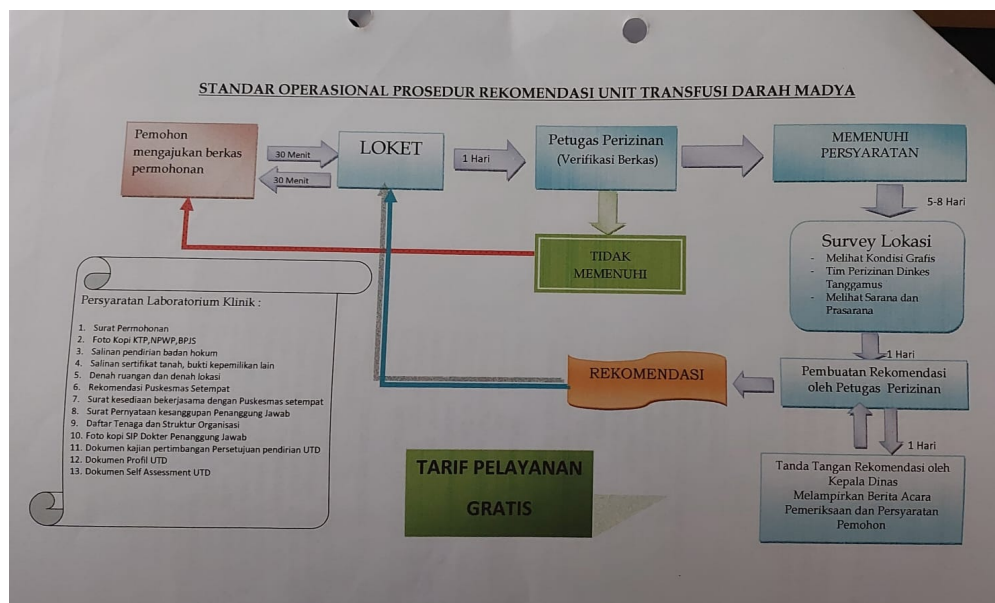 STANDAR OPERASIONAL PROSEDUR REKOMENDASI UNIT TRANSFUSI DARAH MADYA
Pemohon
mengajukan berkas
permohonan
30 Menit
30 Menit
LOKET
1 Hari
Petugas Perizinan
(Verifikasi Berkas)
MEMENUHI
PERSYARATAN
5-8 Hari
TIDAK
MEMENUHI
Survey Lokasi
- Melihat Kondisi Grafis
- Tim Perizinan Dinkes
Tanggamus
- Melihat Sarana dan
Prasarana
1 Hari
Pembuatan Rekomendasi
oleh Petugas Perizinan
REKOMENDASI
1 Hari
Tanda Tangan Rekomendasi oleh
Kepala Dinas
Melampirkan Berita Acara
Pemeriksaan dan Persyaratan
Pemohon
Persyaratan Laboratorium Klinik :
1. Surat Permohonan
2. Foto Kopi KTP,NPWP,BPJS
3. Salinan pendirian badan hokum
4. Salinan sertifikat tanah, bukti kepemilikan lain
5. Denah ruangan dan denah lokasi
6. Rekomendasi Puskesmas Setempat
7. Surat kesediaan bekerjasama dengan Puskesmas setempat
8. Surat Pernyataan kesanggupan Penanggung Jawab
9. Daftar Tenaga dan Struktur Organisasi
10. Foto kopi SIP Dokter Penanggung Jawab
11. Dokumen kajian pertimbangan Persetujuan pendirian UTD
12. Dokumen Profil UTD
13. Dokumen Self Assessment UTD
TARIF PELAYANAN
GRATIS